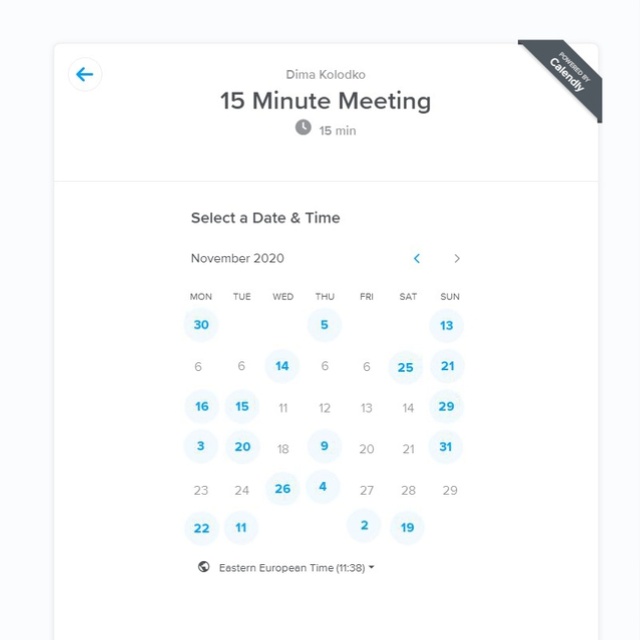 Dima Kolodko
15 Minute Meeting
15 min
POWERED BY
Calendly
Select a Date & Time
November 2020
MON TUE WED THU FRI SAT SUN
30 5 13
6 6 14 6 6 25 21
16 15 11 12 13 14 29
3 20 18 9 20 21 31
23 24 26 4 27 28 29
22 11 2 19
Eastern European Time (11:38)